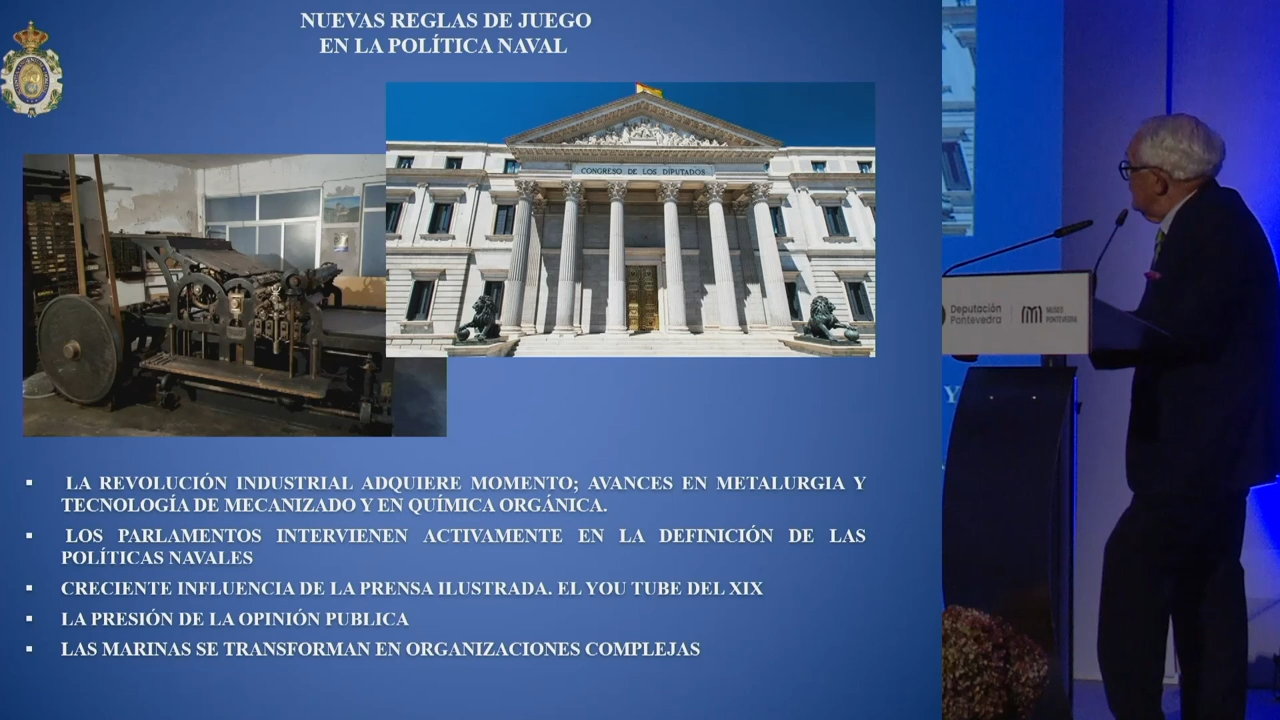 NUEVAS REGLAS DE JUEGO
EN LA POLÍTICA NAVAL
CONGRESO DE LOS DIPUTADOS
Deputación
Pontevedra
MUSEO
PONTEVEDRA
Y
▪ LA REVOLUCIÓN INDUSTRIAL ADQUIERE MOMENTO; AVANCES EN METALURGIA Y
TECNOLOGÍA DE MECANIZADO Y EN QUÍMICA ORGÁNICA.
▪ LOS PARLAMENTOS INTERVIENEN ACTIVAMENTE EN LA DEFINICIÓN DE LAS
POLÍTICAS NAVALES
▪ CRECIENTE INFLUENCIA DE LA PRENSA ILUSTRADA. EL YOU TUBE DEL XIX
▪ LA PRESIÓN DE LA OPINIÓN PUBLICA
▪ LAS MARINAS SE TRANSFORMAN EN ORGANIZACIONES COMPLEJAS